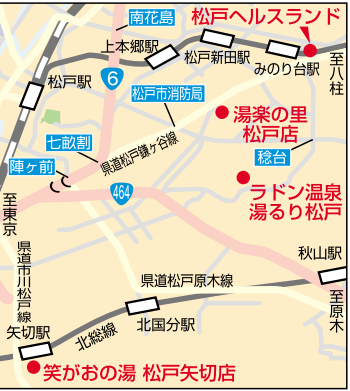 南花島
松戸ヘルスランド
上本郷駅
松戸新田駅
みのり台駅
至八柱
松戸駅
6
松戸市消防局
湯楽の里
松戸店
七畝割
県道松戸鎌ヶ谷線
稔台
陣ヶ前
464
ラドン温泉
湯るり松戸
至東京
県道市川松戸線
秋山駅
県道松戸原木線
至原木
矢切駅
北総線
北国分駅
笑がおの湯 松戸矢切店